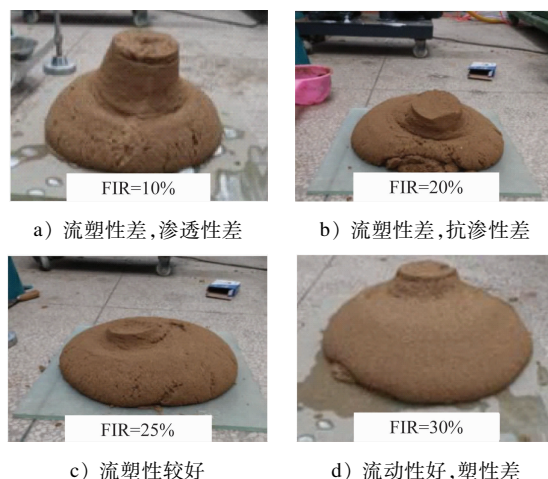 FIR=10%
FIR=20%
a）流塑性差,渗透性差
b）流塑性差,抗渗性差
FIR=25%
FIR=30%
c）流塑性较好
d）流动性好,塑性差